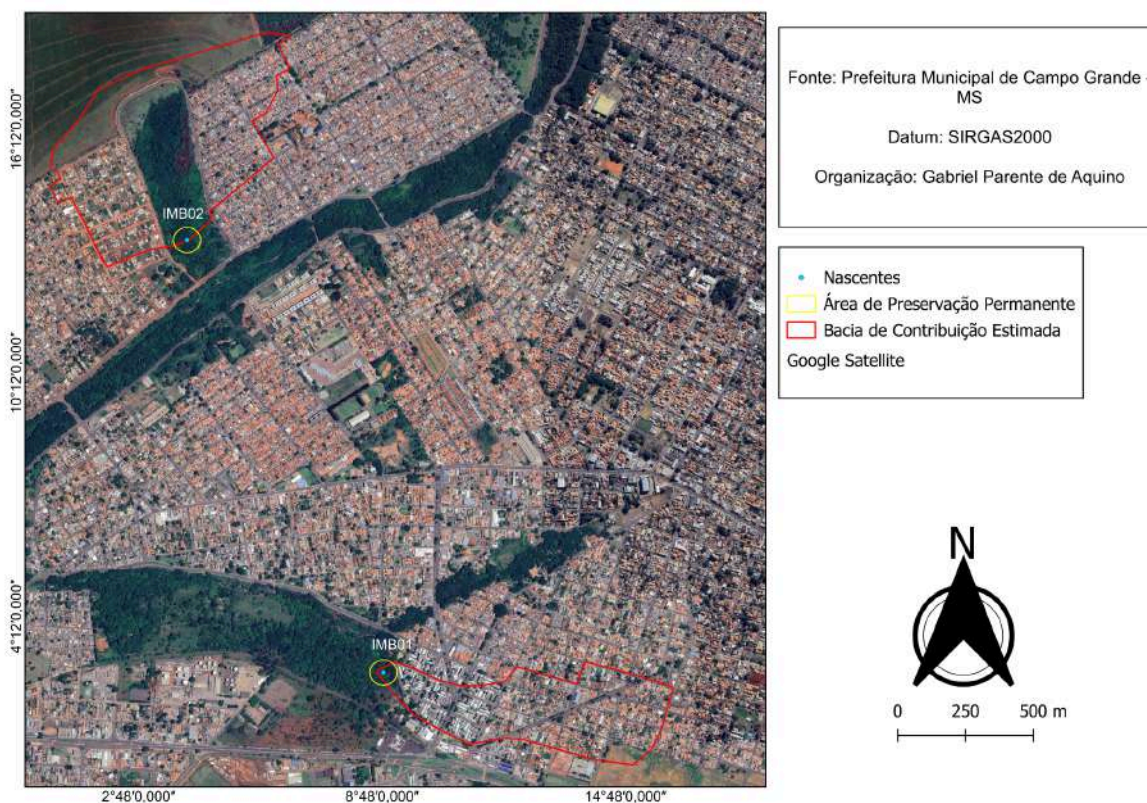 IMB02
IMB01
16°12'0,000"
10°12'0,000"
4°12'0,000"
2°48'0,000"
8°48'0,000"
14°48'0,000"
Fonte: Prefeitura Municipal de Campo Grande -
MS
Datum: SIRGAS2000
Organização: Gabriel Parente de Aquino
Nascentes
Área de Preservação Permanente
Bacia de Contribuição Estimada
Google Satellite
N
0 250 500 m